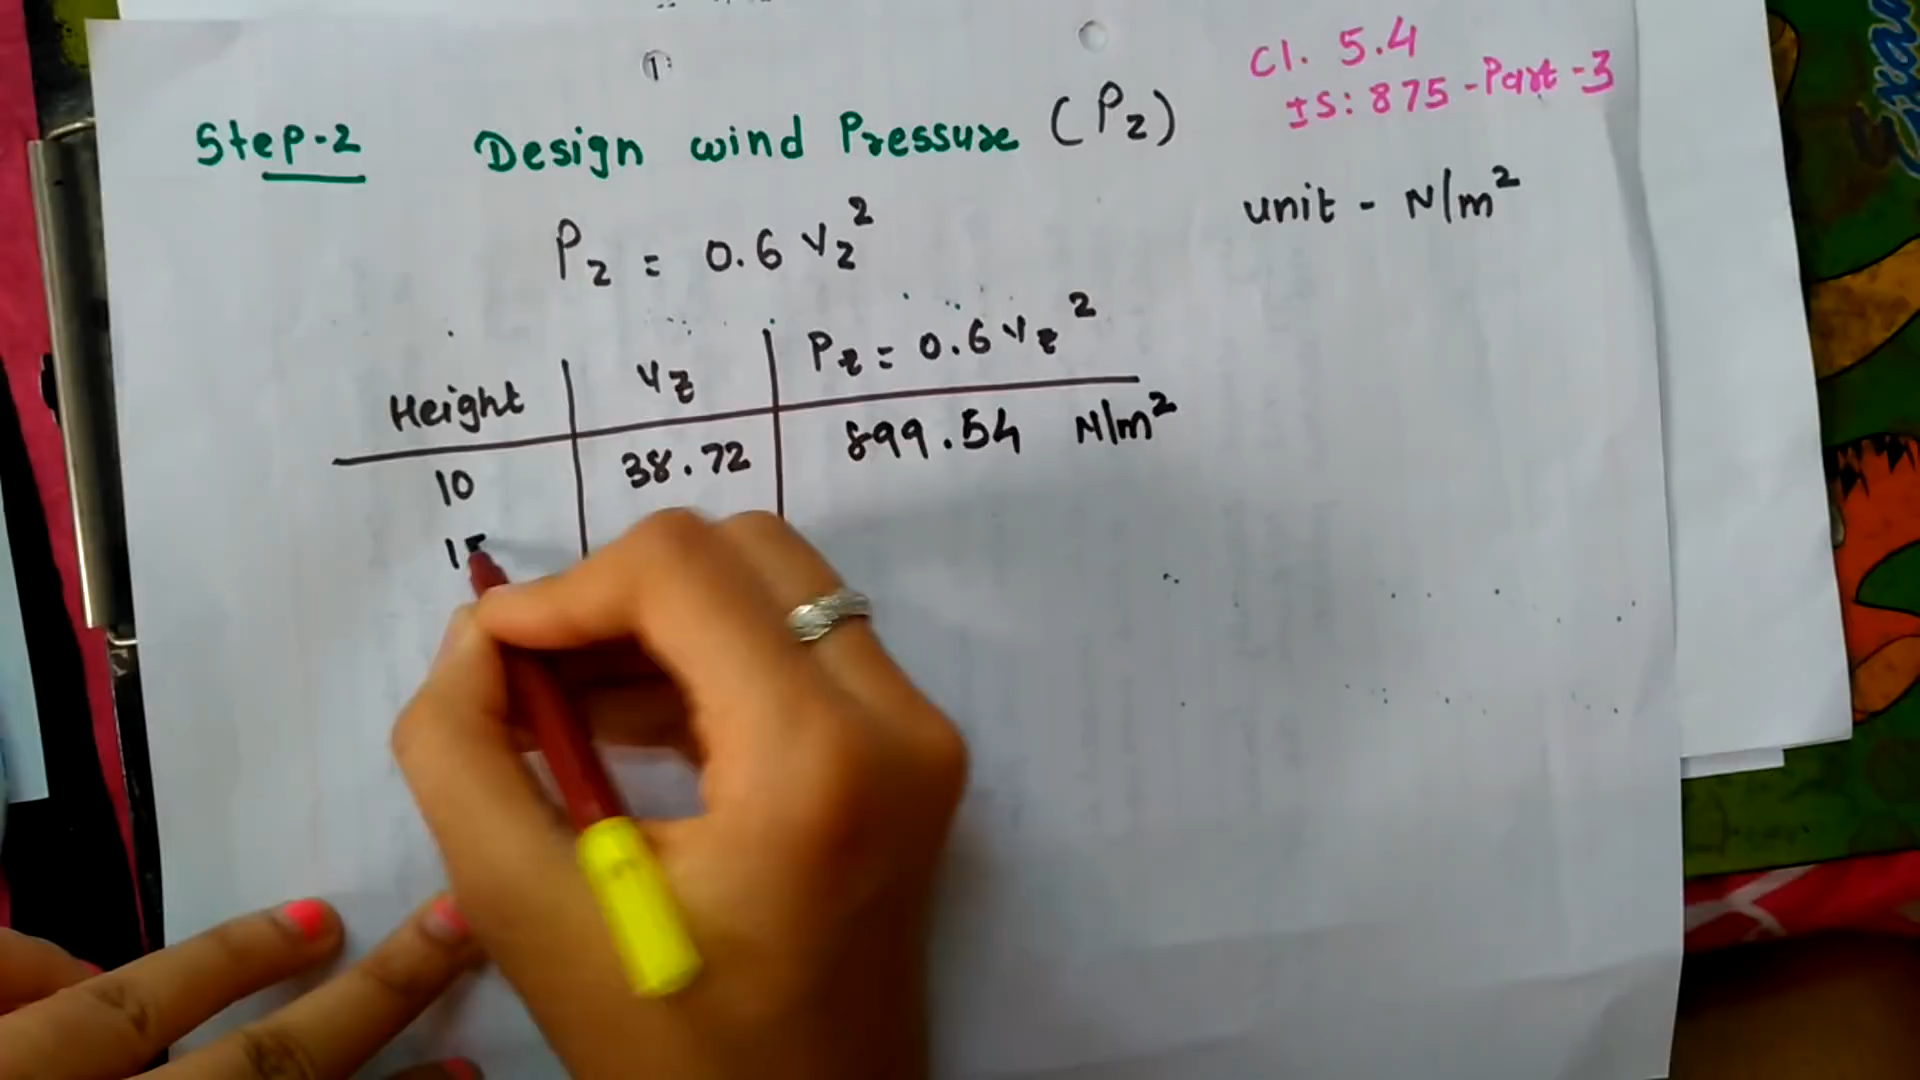 Cl. 5.4
IS: 875 - Part - 3
Step-2 Design wind Pressure (Pz)
unit - N/m²
Pz = 0.6 Vz²
Height Vz Pz = 0.6 Vz²
10 38.72 899.54 N/m²
15